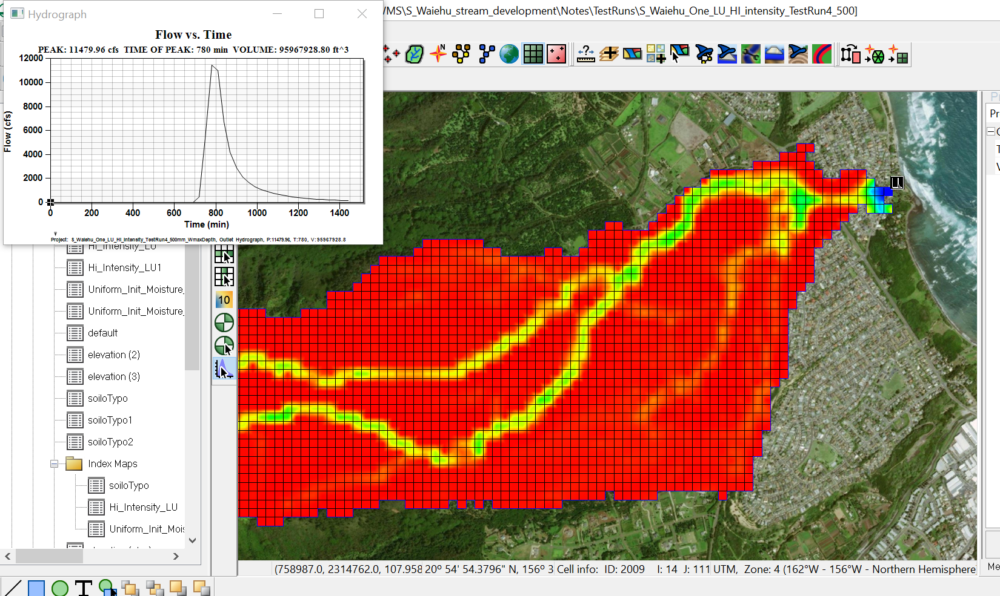 Hydrograph
WMS\S_Waiehu_stream_development\Notes\TestRuns\S_Waiehu_One_LU_HI_intensity_TestRun4_500]
Flow vs. Time
PEAK: 11479.96 cfs TIME OF PEAK: 780 min VOLUME: 95967928.80 ft^3
12000
10000
8000
6000
4000
2000
0
Flow (cfs)
0 200 400 600 800 1000 1200 1400
Time (min)
Project: S_Waiehu_One_LU_HI_Intensity_TestRun4_500mm_WmaxDepth, Outlet Hydrograph, P:11479.96, T:780, V:95967928.8
N
?
Pr
Hi_Intensity_LU
Hi_Intensity_LU1
Uniform_Init_Moisture_
Uniform_Init_Moisture_
default
elevation (2)
elevation (3)
soiloTypo
soiloTypo1
soiloTypo2
Index Maps
soiloTypo
Hi_Intensity_LU
Uniform_Init_Mois
10
(758987.0, 2314762.0, 107.958 20° 54' 54.3796" N, 156° 3 Cell info: ID: 2009 I: 14 J: 111 UTM, Zone: 4 (162°W - 156°W - Northern Hemisphere
Me
T